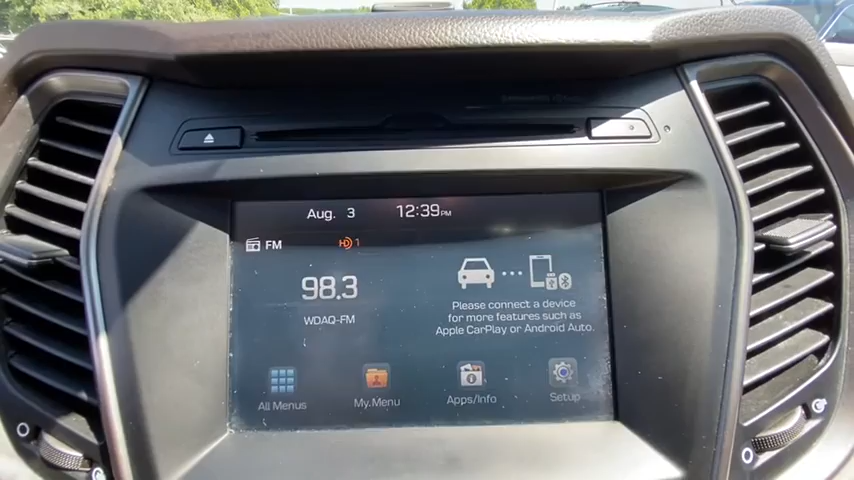 Aug. 3 12:39PM
FM HD 1
98.3
WDAQ-FM
Please connect a device
for more features such as
Apple CarPlay or Android Auto.
All Menus My Menu Apps/Info Setup